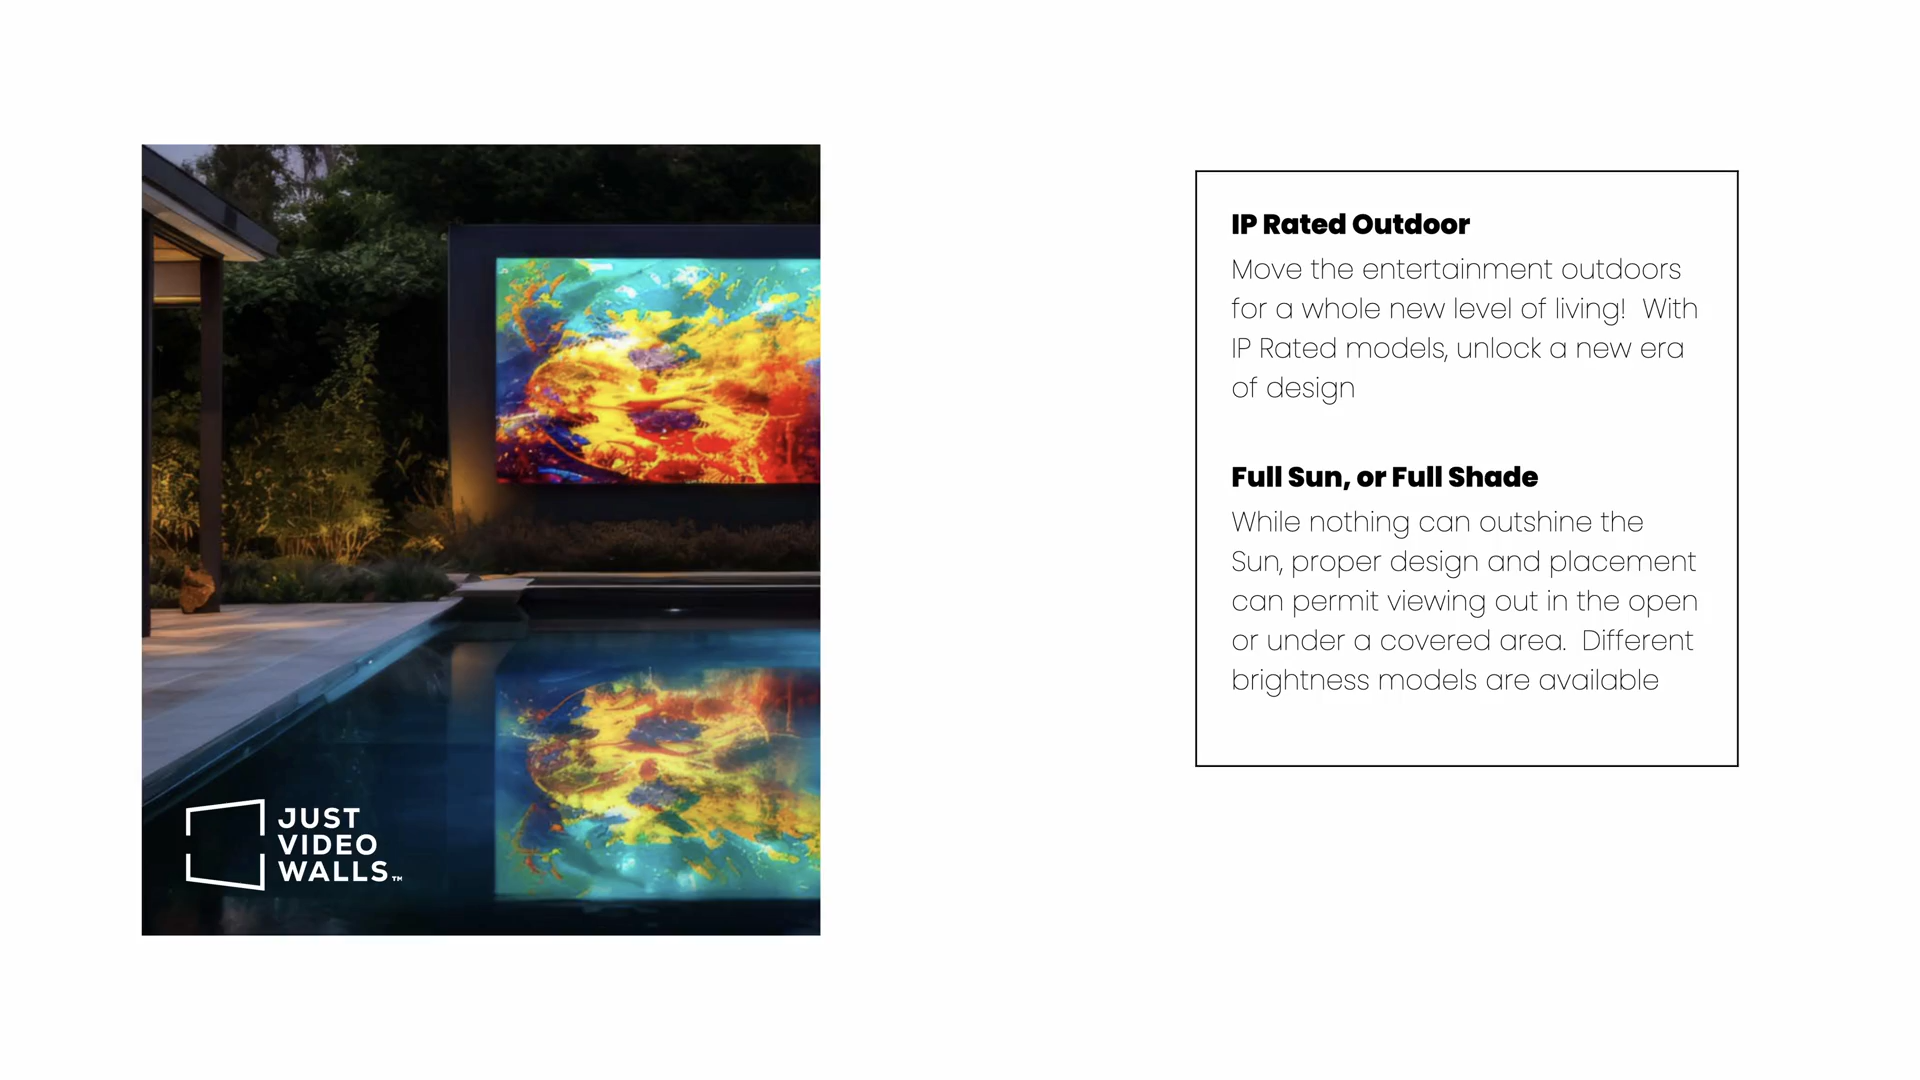 JUST
VIDEO
WALLS™
IP Rated Outdoor
Move the entertainment outdoors
for a whole new level of living!  With
IP Rated models, unlock a new era
of design
Full Sun, or Full Shade
While nothing can outshine the
Sun, proper design and placement
can permit viewing out in the open
or under a covered area.  Different
brightness models are available